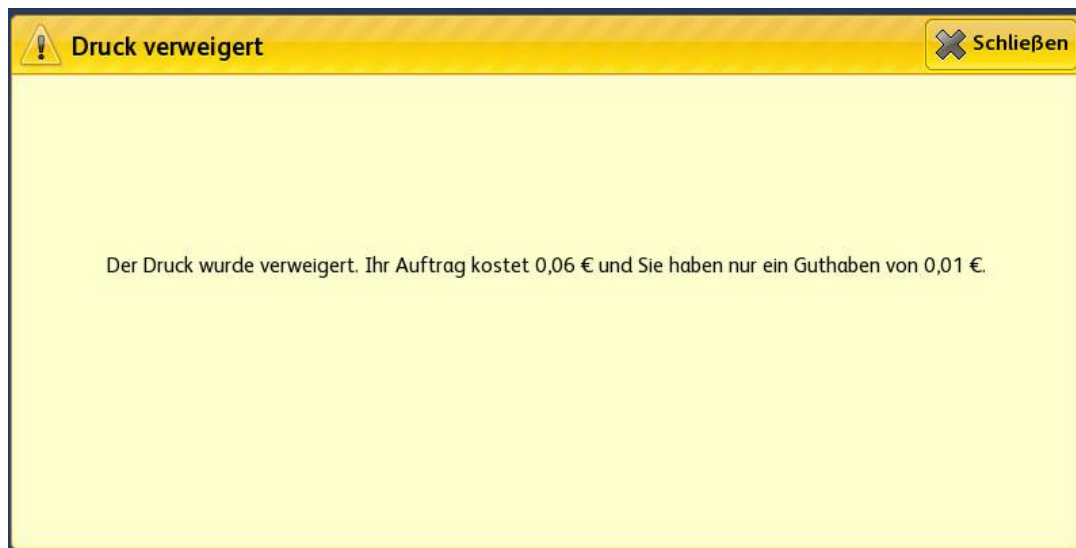 Druck verweigert
Schließen
Der Druck wurde verweigert. Ihr Auftrag kostet 0,06 € und Sie haben nur ein Guthaben von 0,01 €.